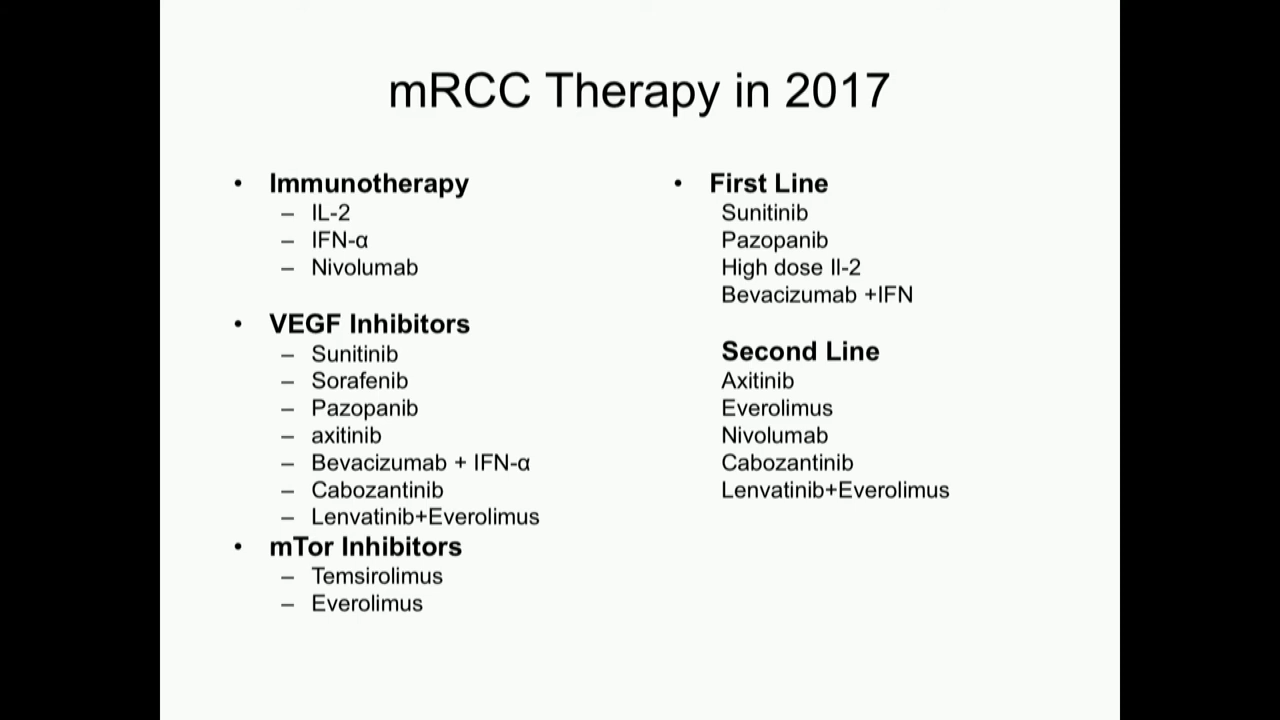 mRCC Therapy in 2017
• Immunotherapy
– IL-2
– IFN-α
– Nivolumab
• VEGF Inhibitors
– Sunitinib
– Sorafenib
– Pazopanib
– axitinib
– Bevacizumab + IFN-α
– Cabozantinib
– Lenvatinib+Everolimus
• mTor Inhibitors
– Temsirolimus
– Everolimus
• First Line
Sunitinib
Pazopanib
High dose Il-2
Bevacizumab +IFN
Second Line
Axitinib
Everolimus
Nivolumab
Cabozantinib
Lenvatinib+Everolimus